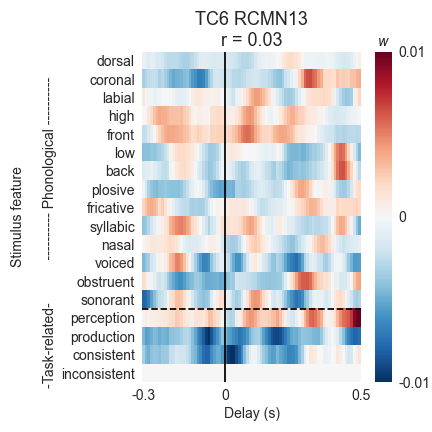 TC6 RCMN13
r = 0.03
w
dorsal
coronal
labial
high
front
low
back
plosive
fricative
syllabic
nasal
voiced
obstruent
sonorant
perception
production
consistent
inconsistent
Stimulus feature
-Task-related- ---------- Phonological ----------
0.01
0
-0.01
-0.3 0 0.5
Delay (s)